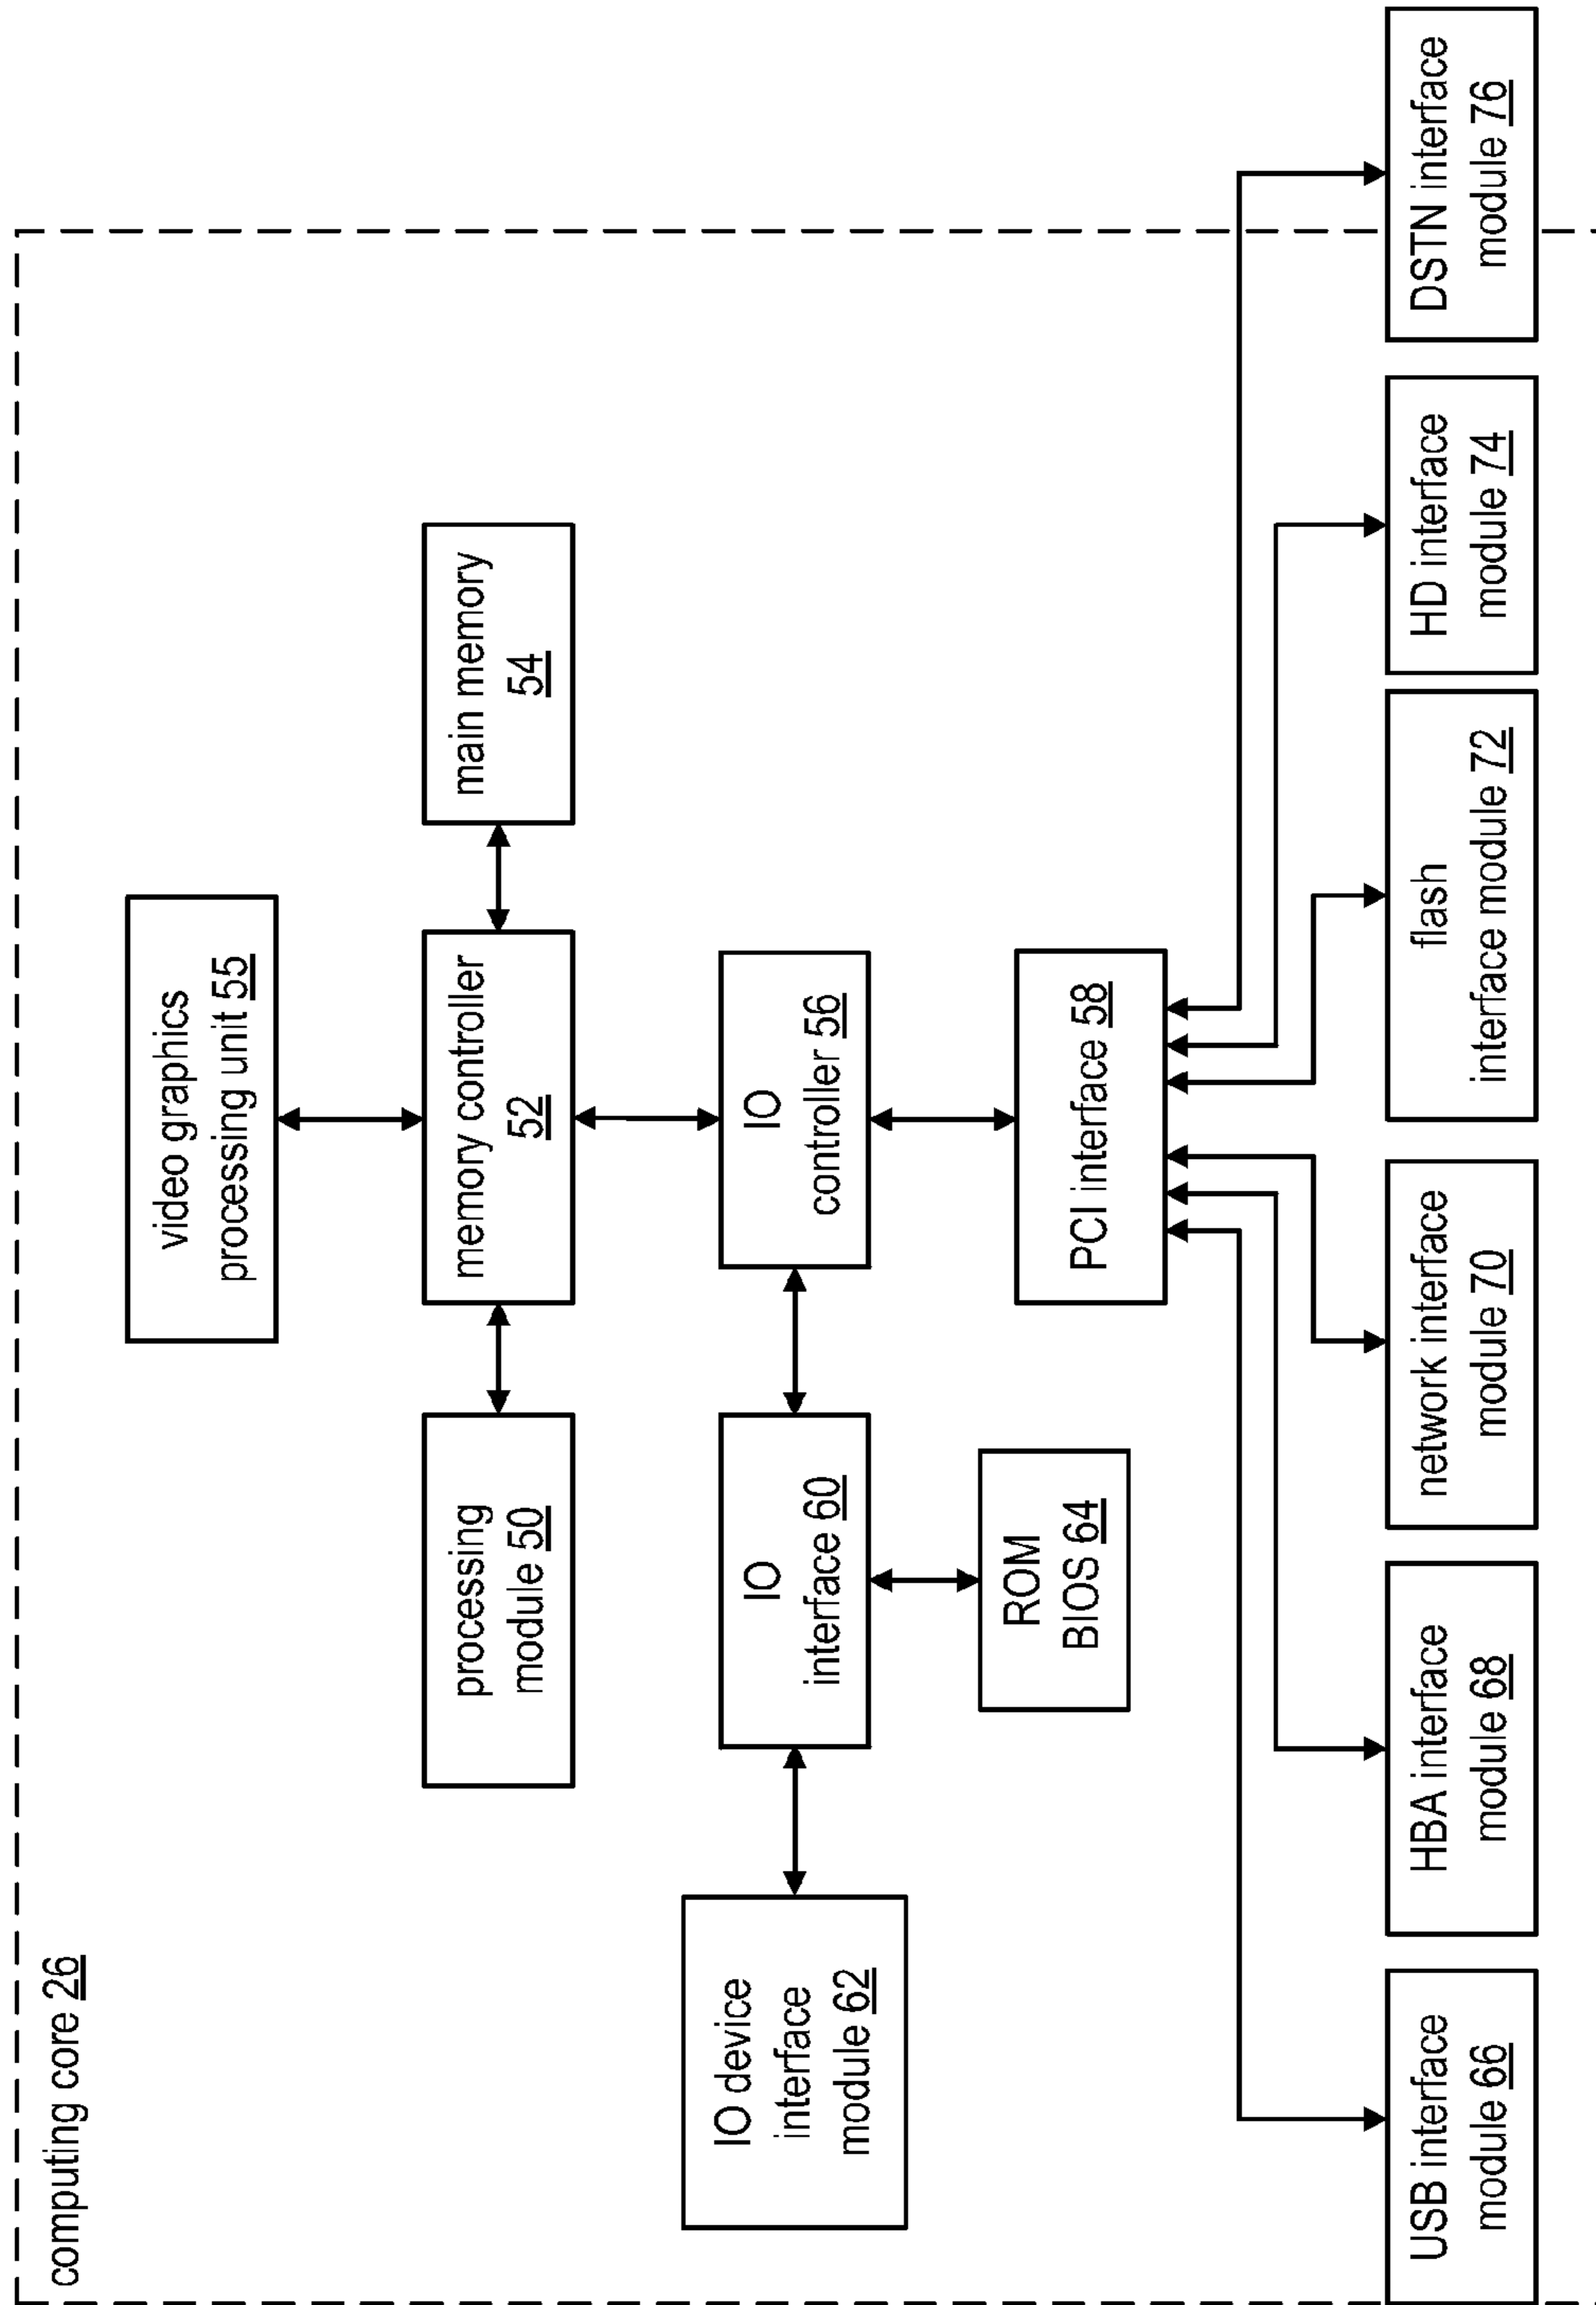 computing core 26
video graphics
processing unit 55
processing
module 50
memory controller
52
main memory
54
IO device
interface
module 62
IO
interface 60
IO
controller 56
ROM
BIOS 64
PCI interface 58
USB interface
module 66
HBA interface
module 68
network interface
module 70
flash
interface module 72
HD interface
module 74
DSTN interface
module 76